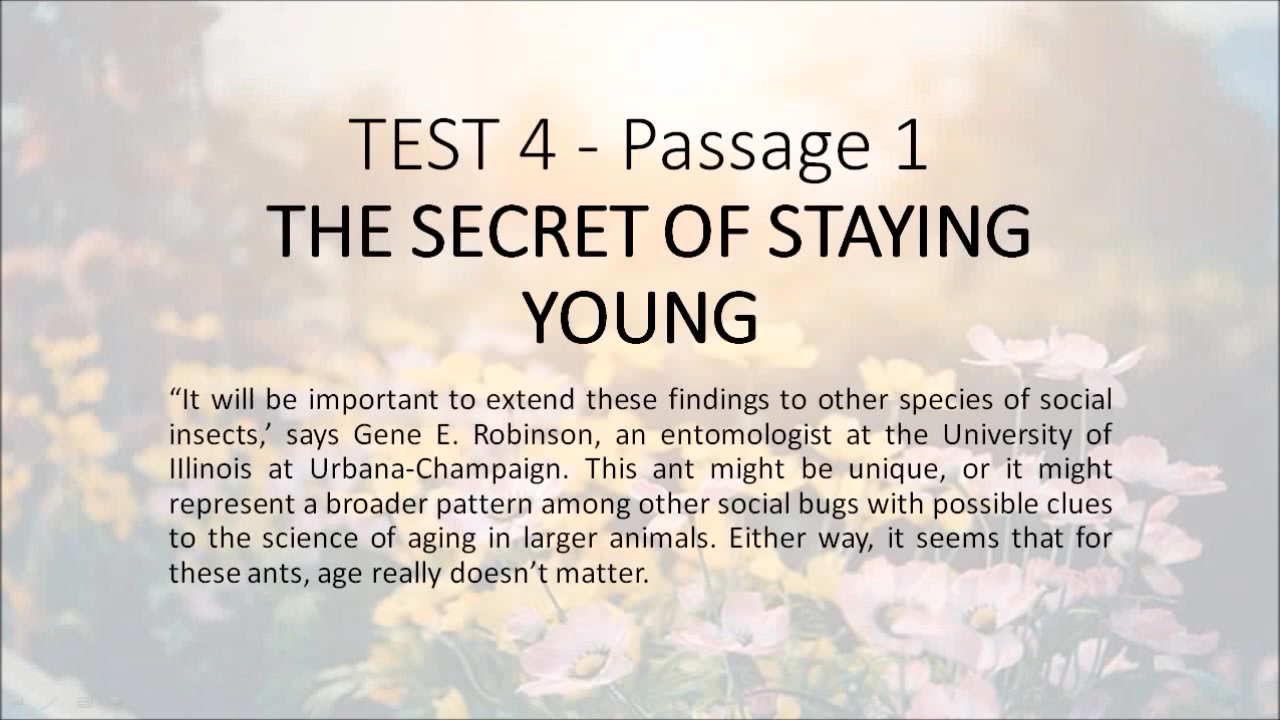 TEST 4 - Passage 1
THE SECRET OF STAYING
YOUNG
“It will be important to extend these findings to other species of social
insects,’ says Gene E. Robinson, an entomologist at the University of
Illinois at Urbana-Champaign. This ant might be unique, or it might
represent a broader pattern among other social bugs with possible clues
to the science of aging in larger animals. Either way, it seems that for
these ants, age really doesn’t matter.